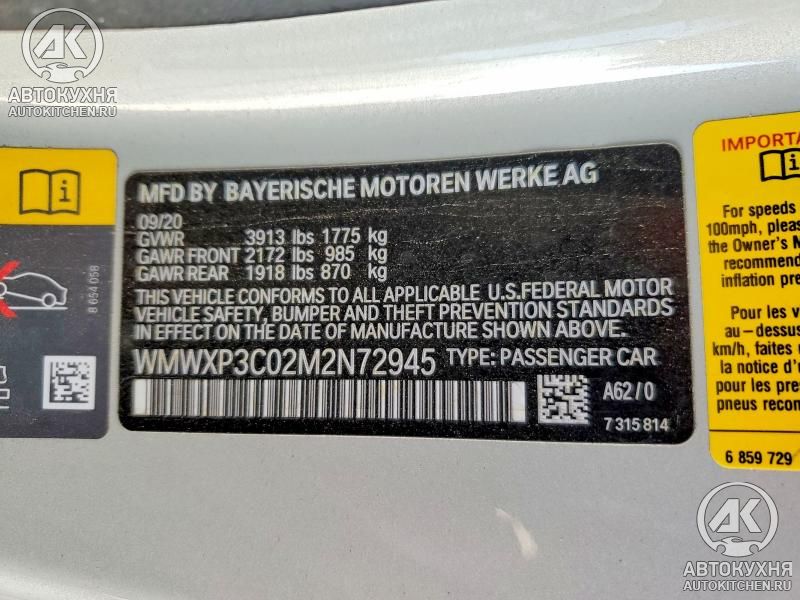 АК
АВТОКУХНЯ
AUTOKITCHEN.RU
MFD BY BAYERISCHE MOTOREN WERKE AG
09/20
GVWR 3913 lbs 1775 kg
GAWR FRONT 2172 lbs 985 kg
GAWR REAR 1918 lbs 870 kg
THIS VEHICLE CONFORMS TO ALL APPLICABLE U.S. FEDERAL MOTOR
VEHICLE SAFETY, BUMPER AND THEFT PREVENTION STANDARDS
IN EFFECT ON THE DATE OF MANUFACTURE SHOWN ABOVE.
WMWXP3C02M2N72945 TYPE: PASSENGER CAR
A62/0
7 315 814
8 654 058
i
IMPORTA
For speeds
100mph, pleas
the Owner's M
recommend
inflation pre
Pour les v
au-dessus
km/h, faites
la notice d'
pour les pr
pneus recon
6 859 729
АК
АВТОКУХНЯ
AUTOKITCHEN.RU